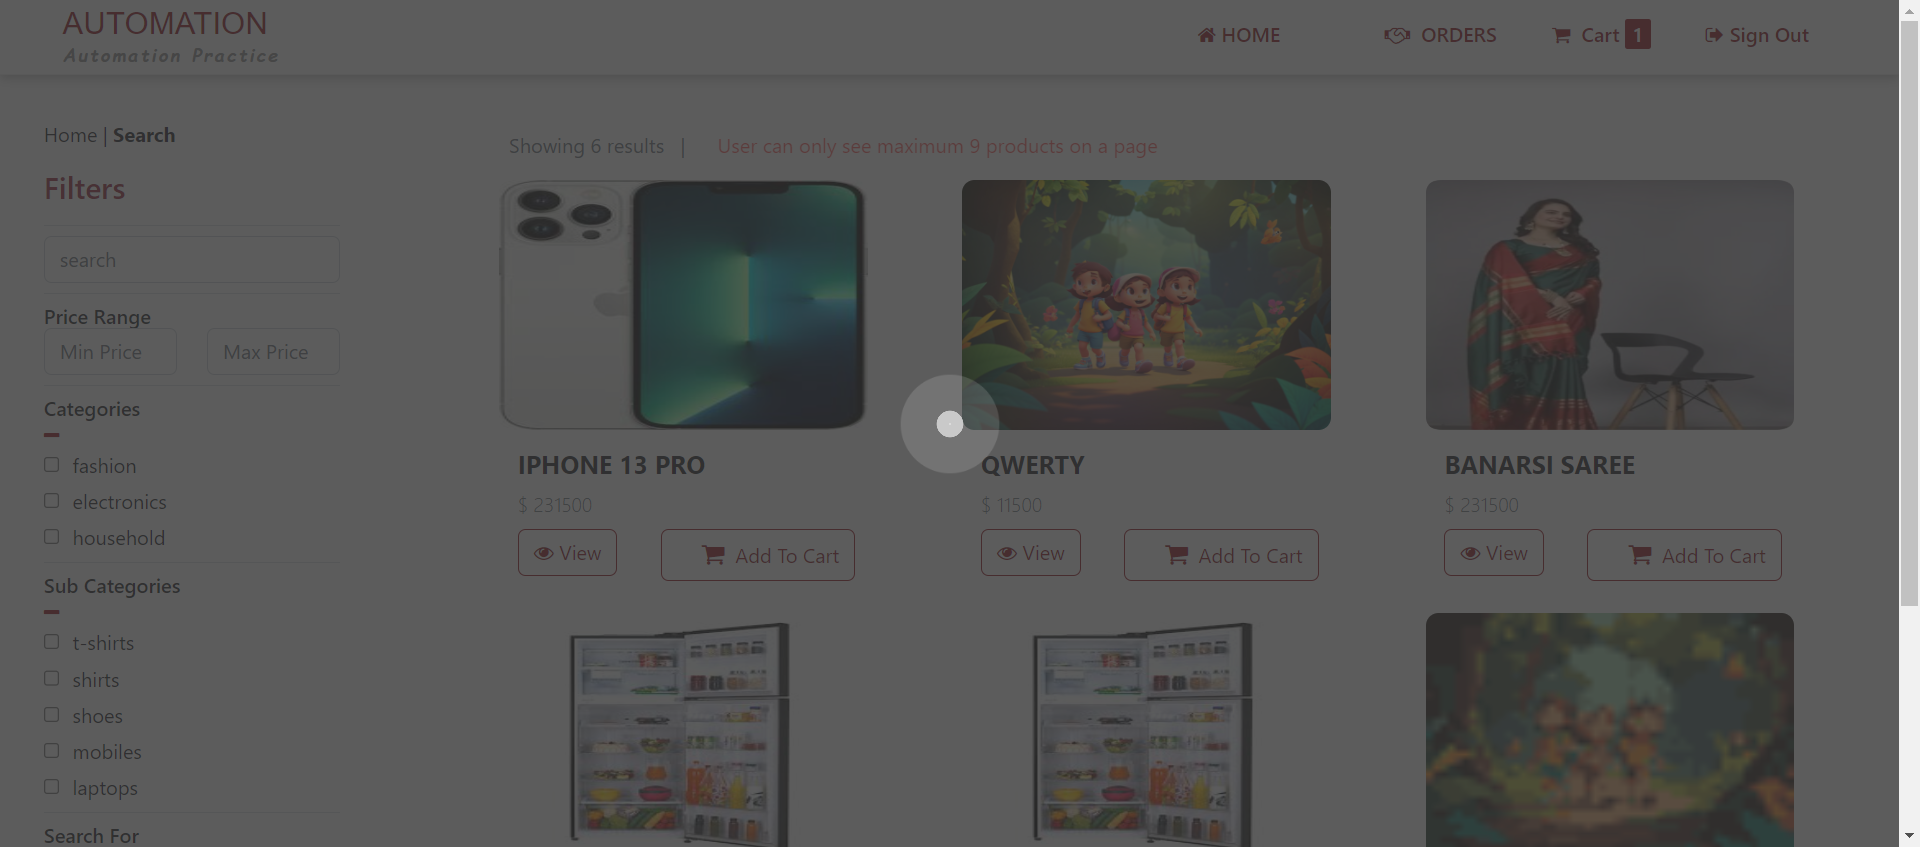 AUTOMATION
Automation Practice
HOME
ORDERS
Cart 1
Sign Out
Home | Search
Showing 6 results | User can only see maximum 9 products on a page
Filters
search
Price Range
Min Price
Max Price
Categories
fashion
electronics
household
Sub Categories
t-shirts
shirts
shoes
mobiles
laptops
Search For
IPHONE 13 PRO
$ 231500
View
Add To Cart
QWERTY
$ 11500
View
Add To Cart
BANARSI SAREE
$ 231500
View
Add To Cart